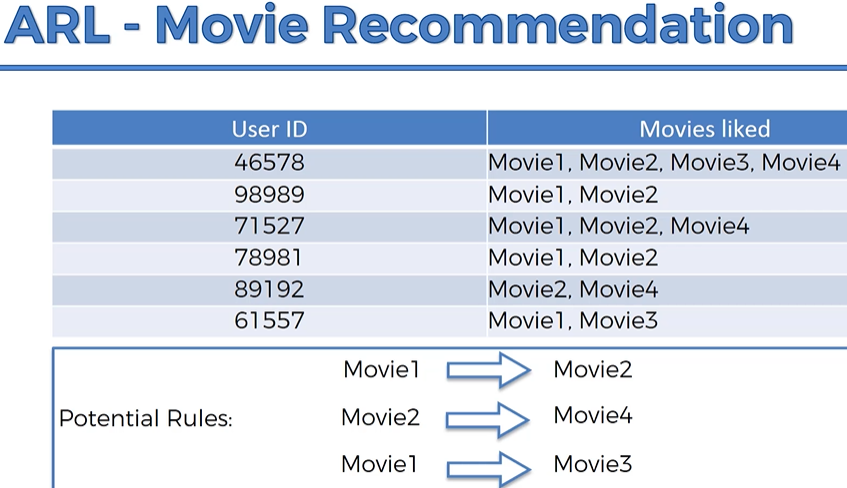 ARL - Movie Recommendation
User ID Movies liked
46578 Movie1, Movie2, Movie3, Movie4
98989 Movie1, Movie2
71527 Movie1, Movie2, Movie4
78981 Movie1, Movie2
89192 Movie2, Movie4
61557 Movie1, Movie3
Movie1 Movie2
Potential Rules: Movie2 Movie4
Movie1 Movie3